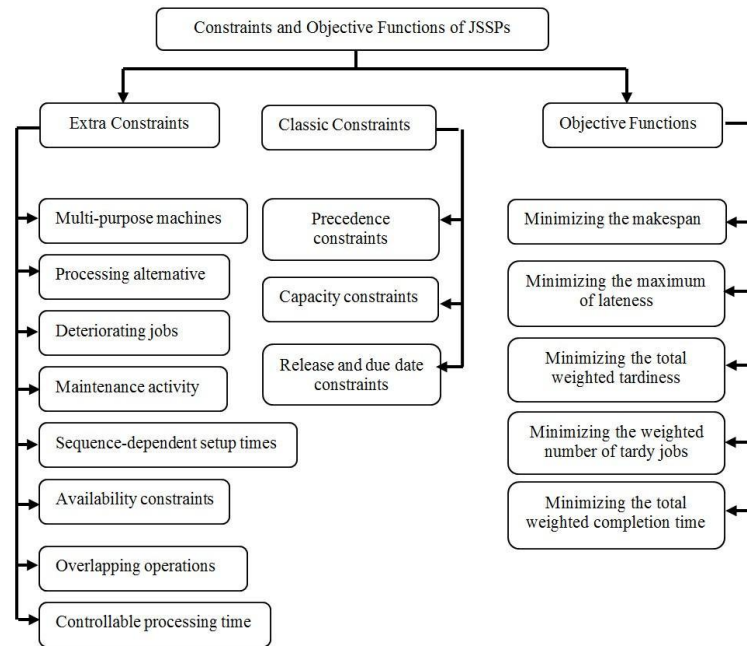 Constraints and Objective Functions of JSSPs
Extra Constraints
Classic Constraints
Objective Functions
Multi-purpose machines
Processing alternative
Deteriorating jobs
Maintenance activity
Sequence-dependent setup times
Availability constraints
Overlapping operations
Controllable processing time
Precedence
constraints
Capacity constraints
Release and due date
constraints
Minimizing the makespan
Minimizing the maximum
of lateness
Minimizing the total
weighted tardiness
Minimizing the weighted
number of tardy jobs
Minimizing the total
weighted completion time